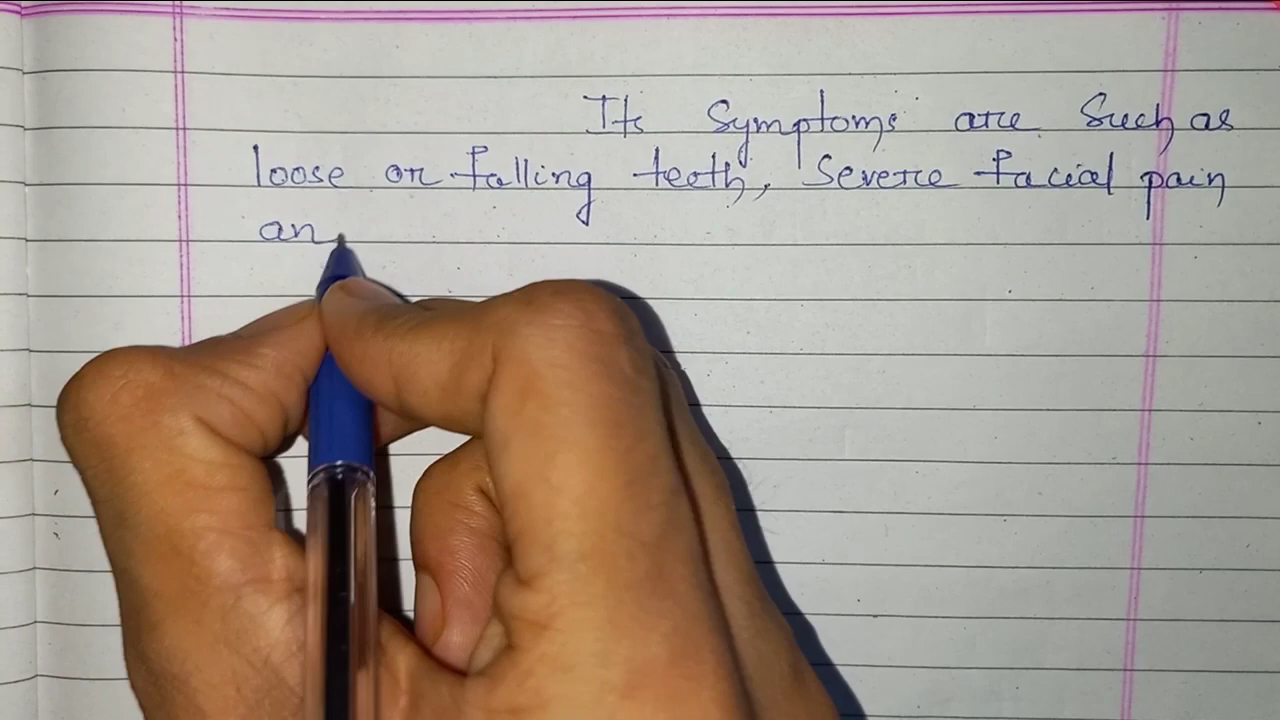 Its Symptoms are Such as
loose or falling teeth, Severe facial pain
an